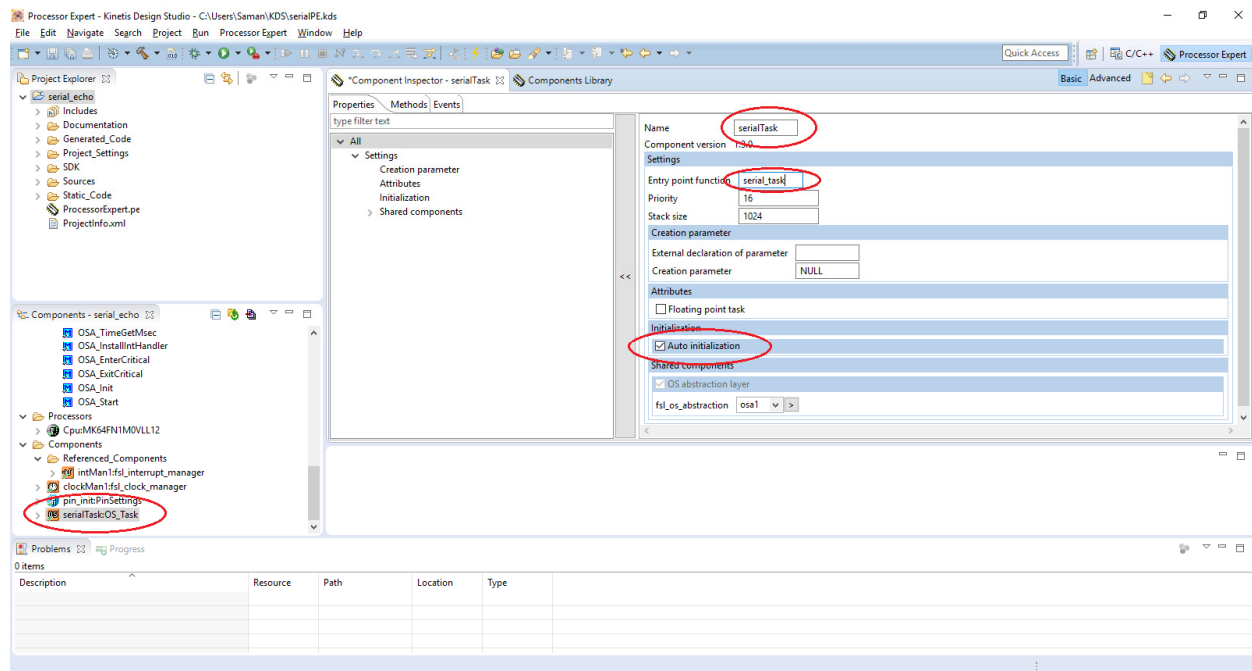 Processor Expert - Kinetis Design Studio - C:\Users\Saman\KDS\serialPE.kds
File Edit Navigate Search Project Run Processor Expert Window Help
Quick Access
C/C++
Processor Expert
Project Explorer
serial_echo
Includes
Documentation
Generated_Code
Project_Settings
SDK
Sources
Static_Code
ProcessorExpert.pe
ProjectInfo.xml
Components - serial_echo
OSA_TimeGetMsec
OSA_InstallIntHandler
OSA_EnterCritical
OSA_ExitCritical
OSA_Init
OSA_Start
Processors
Cpu:MK64FN1M0VLL12
Components
Referenced_Components
intMan1:fsl_interrupt_manager
clockMan1:fsl_clock_manager
pin_init:PinSettings
serialTask:OS_Task
*Component Inspector - serialTask
Components Library
Basic Advanced
Properties Methods Events
type filter text
All
Settings
Creation parameter
Attributes
Initialization
Shared components
<<
Name serialTask
Component version 1.3.0
Settings
Entry point function serial_task
Priority 16
Stack size 1024
Creation parameter
External declaration of parameter
Creation parameter NULL
Attributes
Floating point task
Initialization
Auto initialization
Shared components
OS abstraction layer
fsl_os_abstraction osa1 >
Problems Progress
0 items
Description Resource Path Location Type